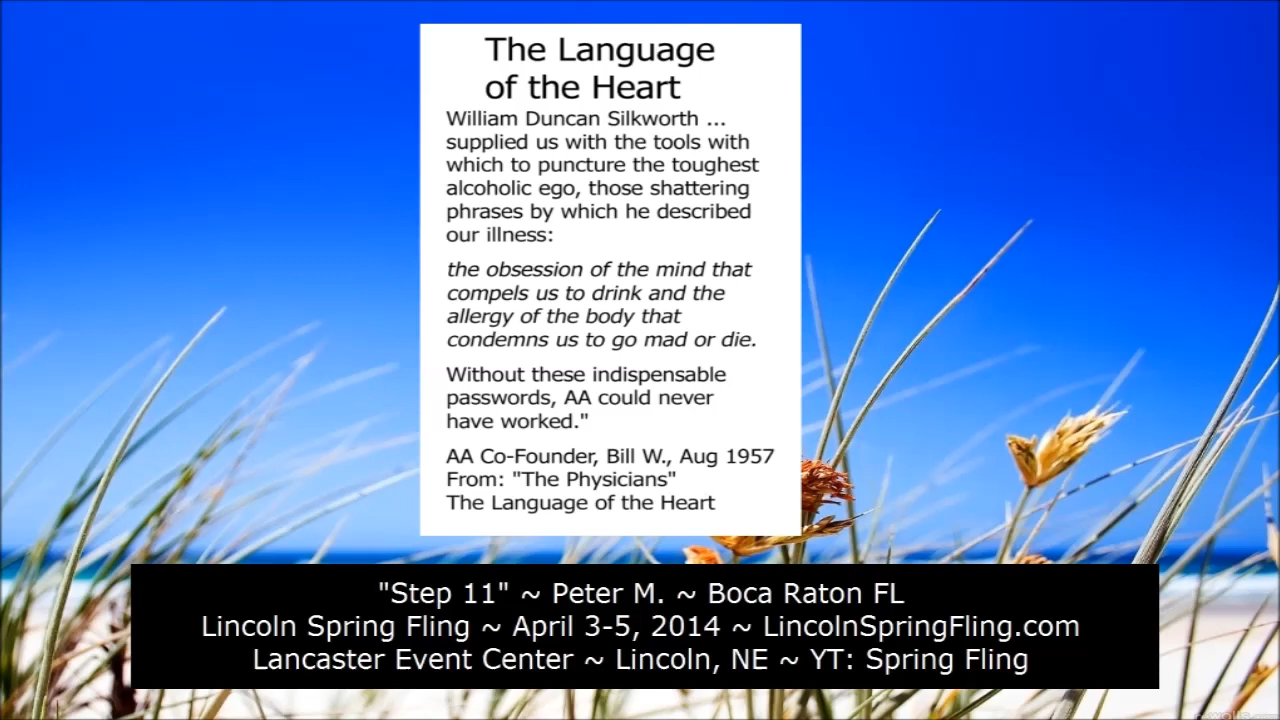 The Language
of the Heart
William Duncan Silkworth ...
supplied us with the tools with
which to puncture the toughest
alcoholic ego, those shattering
phrases by which he described
our illness:
the obsession of the mind that
compels us to drink and the
allergy of the body that
condemns us to go mad or die.
Without these indispensable
passwords, AA could never
have worked."
AA Co-Founder, Bill W., Aug 1957
From: "The Physicians"
The Language of the Heart
"Step 11" ~ Peter M. ~ Boca Raton FL
Lincoln Spring Fling ~ April 3-5, 2014 ~ LincolnSpringFling.com
Lancaster Event Center ~ Lincoln, NE ~ YT: Spring Fling